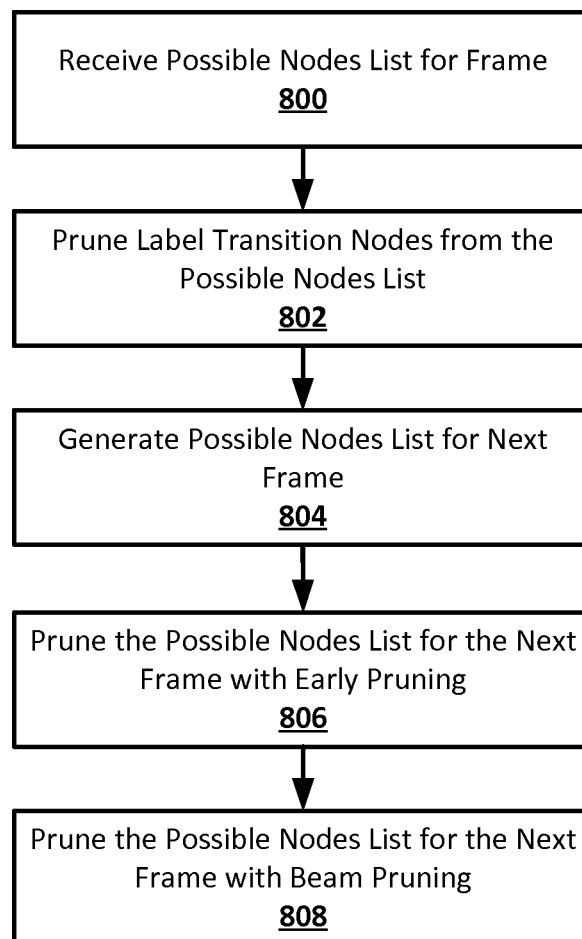 Receive Possible Nodes List for Frame
800
Prune Label Transition Nodes from the
Possible Nodes List
802
Generate Possible Nodes List for Next
Frame
804
Prune the Possible Nodes List for the Next
Frame with Early Pruning
806
Prune the Possible Nodes List for the Next
Frame with Beam Pruning
808